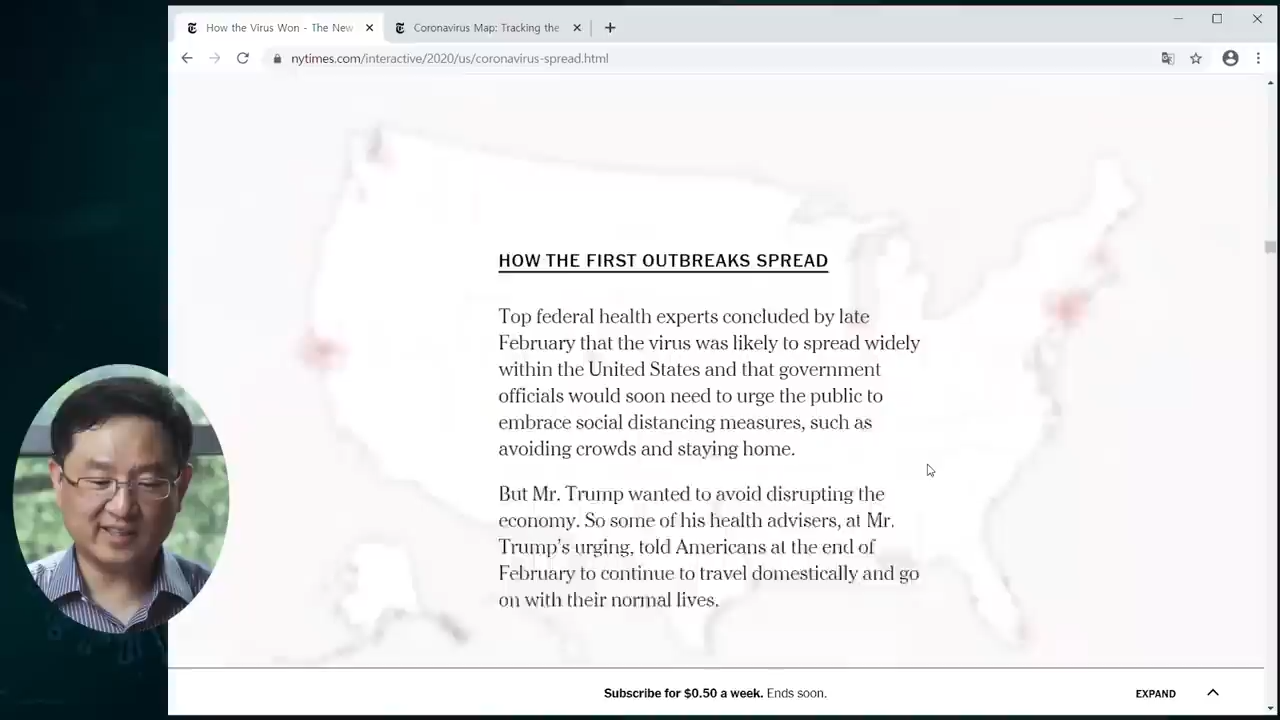 How the Virus Won - The New
Coronavirus Map: Tracking the
nytimes.com/interactive/2020/us/coronavirus-spread.html
HOW THE FIRST OUTBREAKS SPREAD
Top federal health experts concluded by late
February that the virus was likely to spread widely
within the United States and that government
officials would soon need to urge the public to
embrace social distancing measures, such as
avoiding crowds and staying home.
But Mr. Trump wanted to avoid disrupting the
economy. So some of his health advisers, at Mr.
Trump's urging, told Americans at the end of
February to continue to travel domestically and go
on with their normal lives.
Subscribe for $0.50 a week. Ends soon.
EXPAND